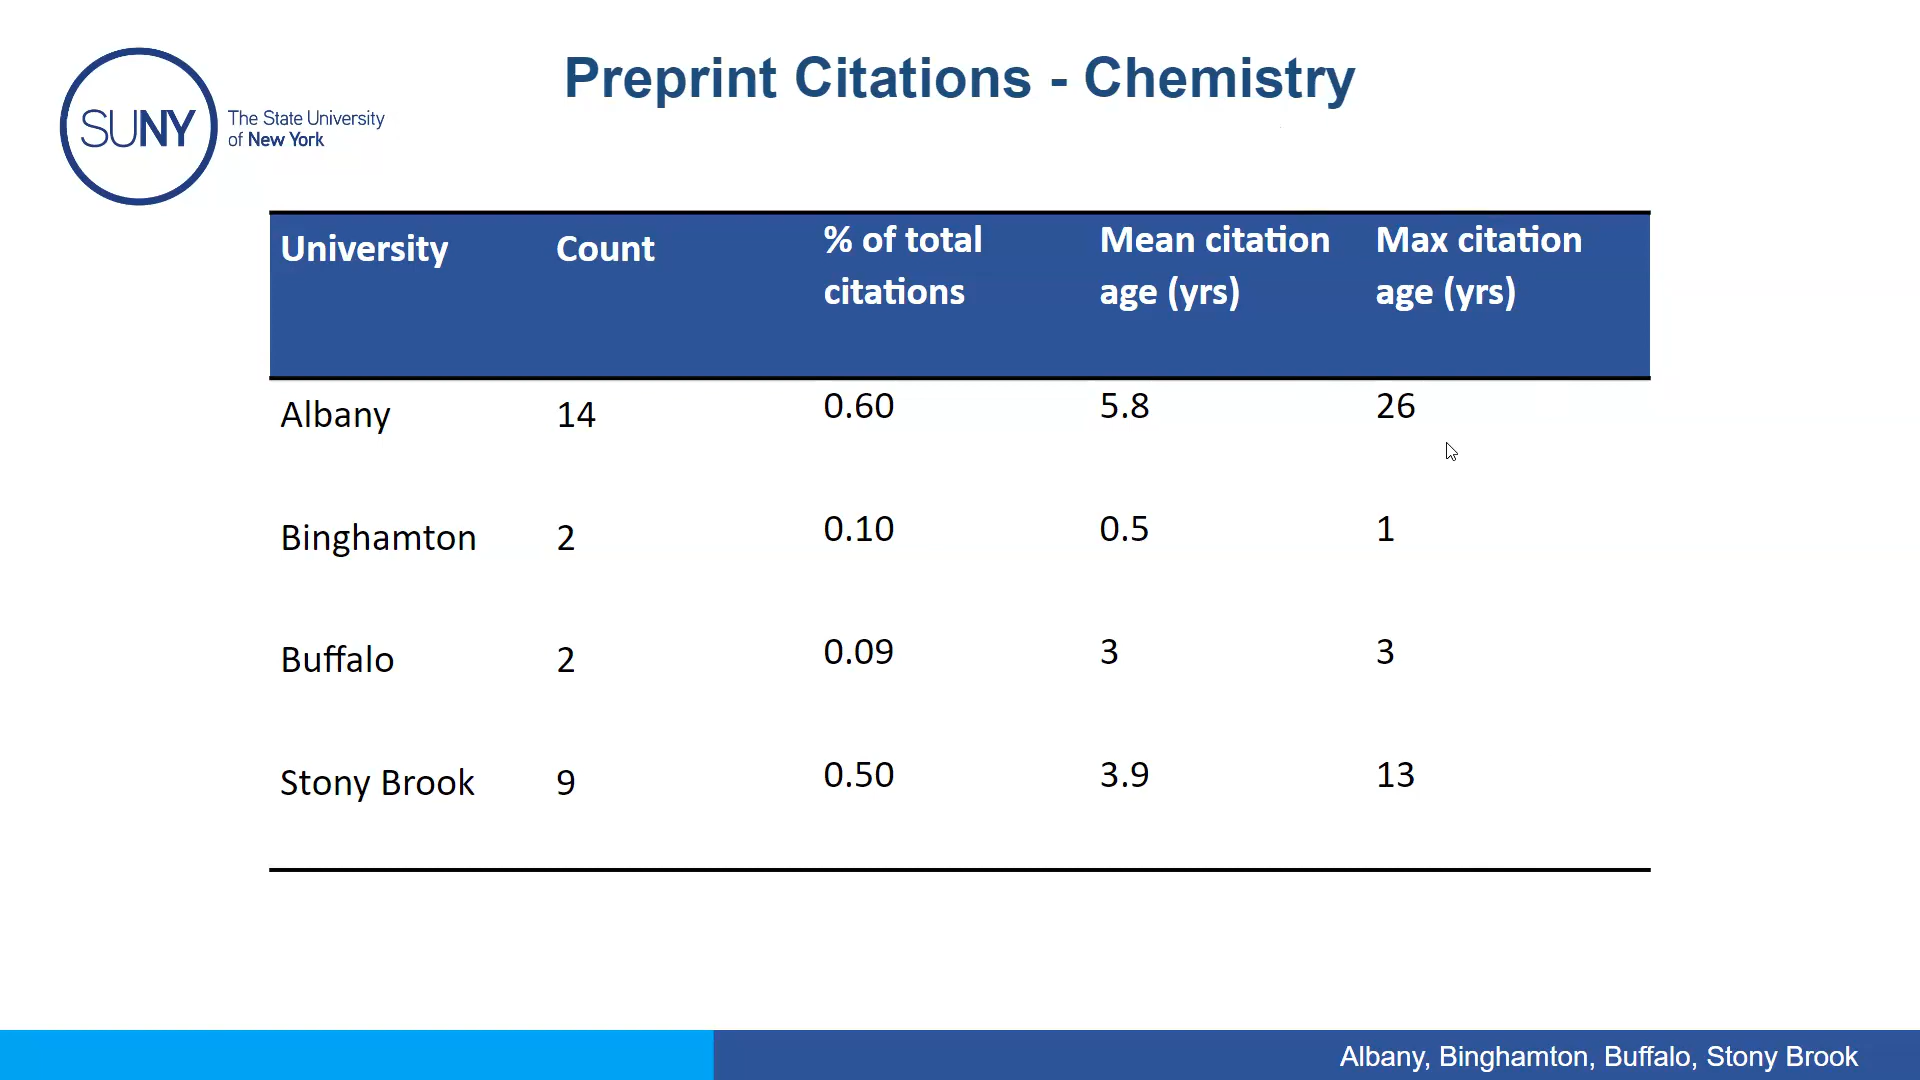 Preprint Citations - Chemistry
SUNY
The State University
of New York
University Count % of total citations Mean citation age (yrs) Max citation age (yrs)
Albany 14 0.60 5.8 26
Binghamton 2 0.10 0.5 1
Buffalo 2 0.09 3 3
Stony Brook 9 0.50 3.9 13
Albany, Binghamton, Buffalo, Stony Brook